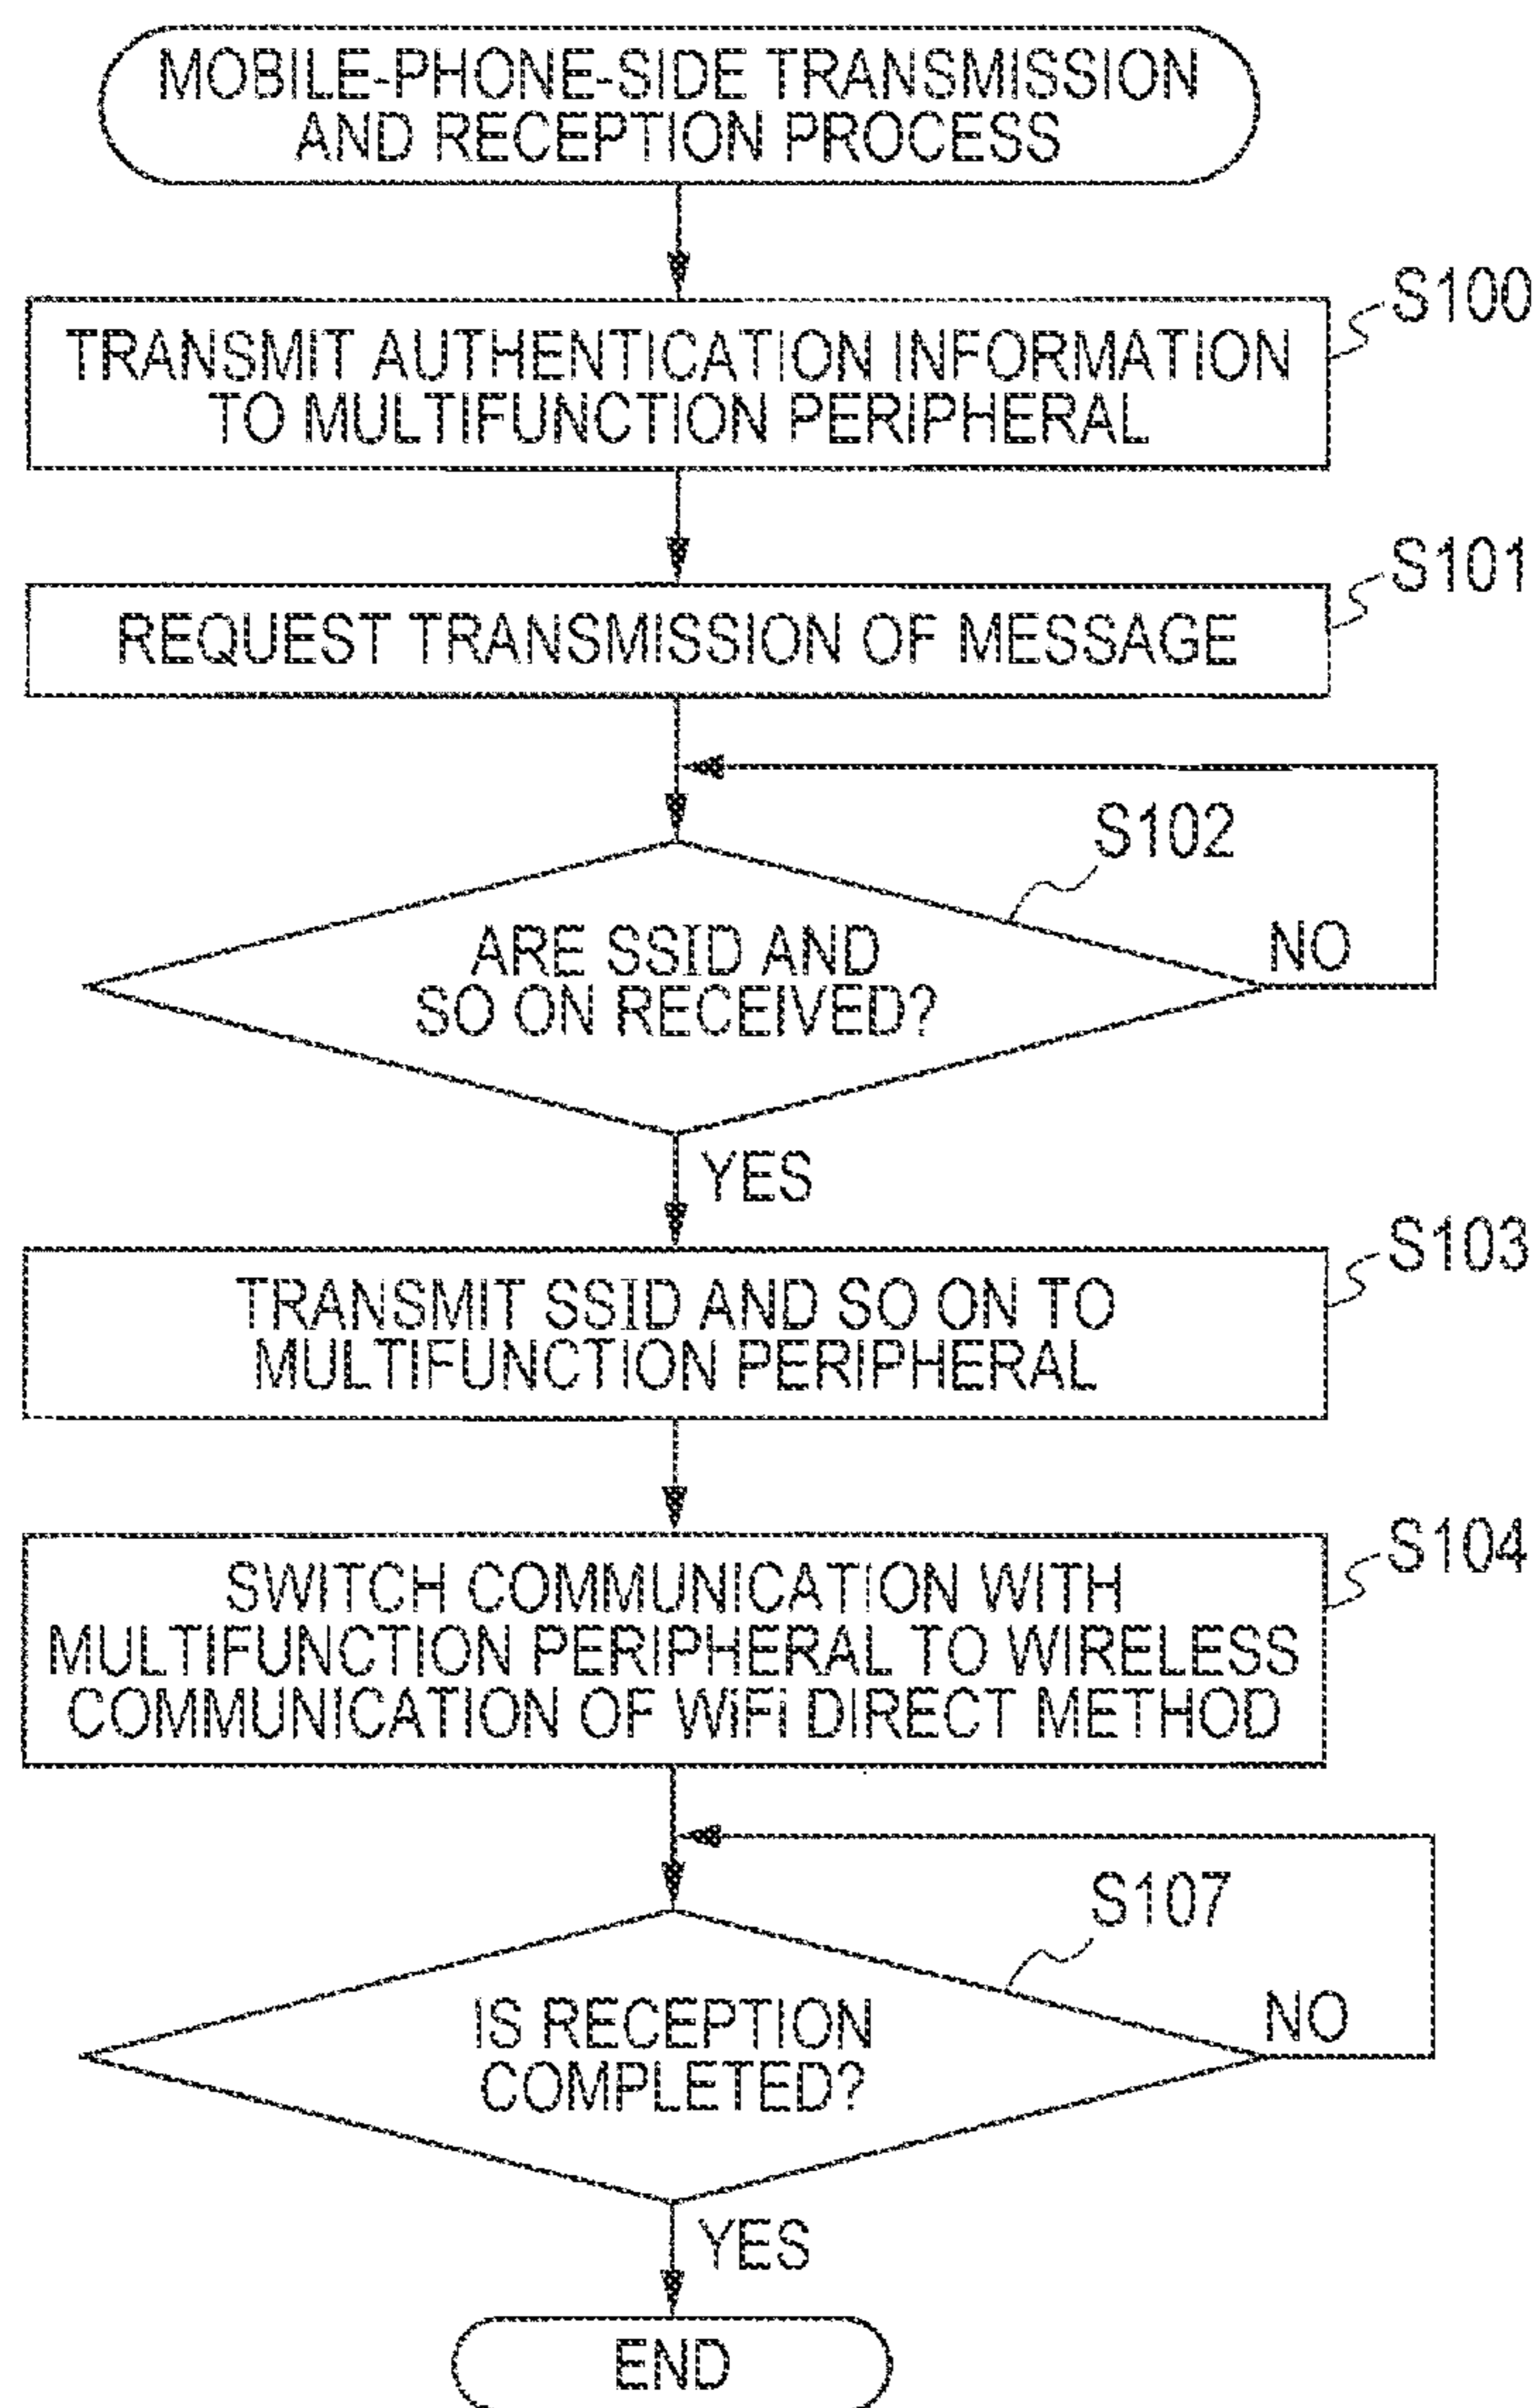 MOBILE-PHONE-SIDE TRANSMISSION
AND RECEPTION PROCESS
S100
TRANSMIT AUTHENTICATION INFORMATION
TO MULTIFUNCTION PERIPHERAL
S101
REQUEST TRANSMISSION OF MESSAGE
S102
ARE SSID AND
SO ON RECEIVED?
NO
YES
S103
TRANSMIT SSID AND SO ON TO
MULTIFUNCTION PERIPHERAL
S104
SWITCH COMMUNICATION WITH
MULTIFUNCTION PERIPHERAL TO WIRELESS
COMMUNICATION OF WiFi DIRECT METHOD
S107
IS RECEPTION
COMPLETED?
NO
YES
END